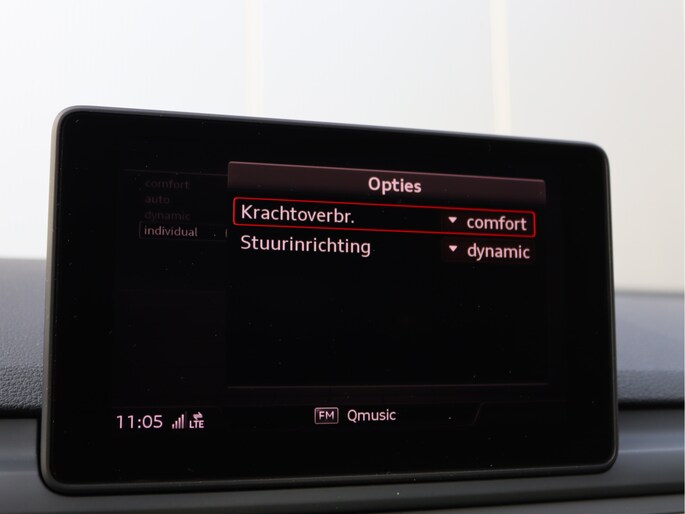 Opties
comfort
auto
dynamic
individual
Krachtoverbr. comfort
Stuurinrichting dynamic
11:05 LTE FM Qmusic